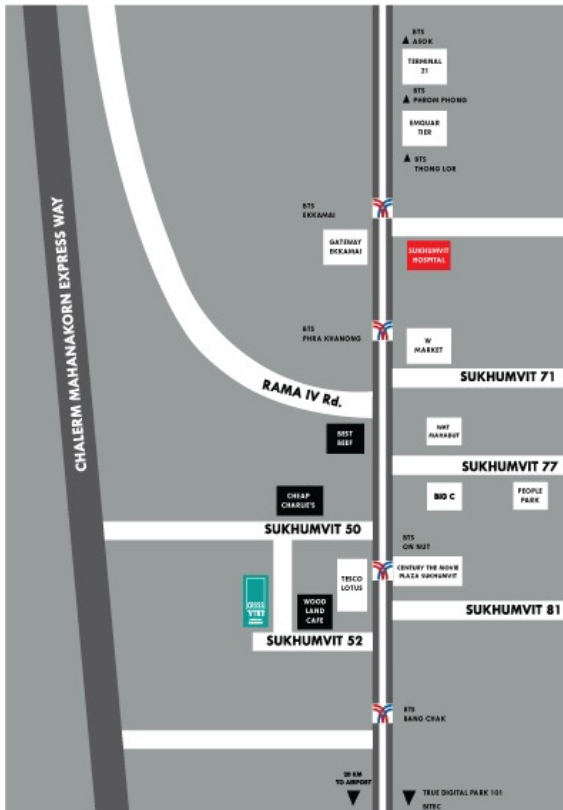 BTS
ASOK
TERMINAL
21
BTS
PHROM PHONG
EMQUAR
TIER
BTS
THONG LOR
BTS
EKKAMAI
GATEWAY
EKKAMAI
SUKHUMVIT
HOSPITAL
CHALERM MAHANAKORN EXPRESS WAY
BTS
PHRA KHANONG
W
MARKET
SUKHUMVIT 71
RAMA IV Rd.
BEST
BEEF
WAT
MAHABUT
SUKHUMVIT 77
CHEAP
CHARLIE'S
BIG C
PEOPLE
PARK
SUKHUMVIT 50
BTS
ON NUT
TESCO
LOTUS
CENTURY THE MOVIE
PLAZA SUKHUMVIT
CROSS
WOOD
LAND
CAFE
SUKHUMVIT 81
SUKHUMVIT 52
BTS
BANG CHAK
20 KM
TO AIRPORT
TRUE DIGITAL PARK 101
BITEC